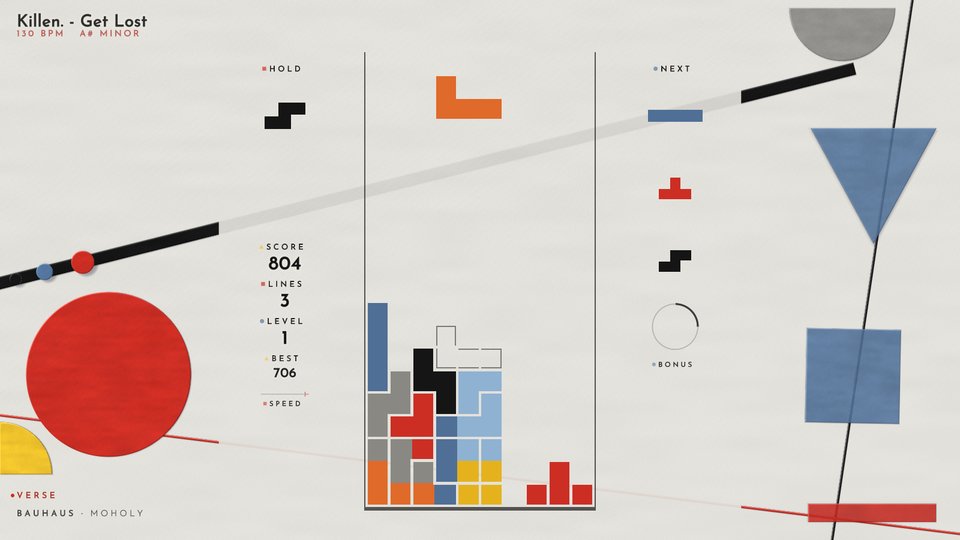 Killen. - Get Lost
130 BPM A# MINOR
HOLD
NEXT
SCORE
804
LINES
3
LEVEL
1
BEST
706
SPEED
BONUS
VERSE
BAUHAUS · MOHOLY